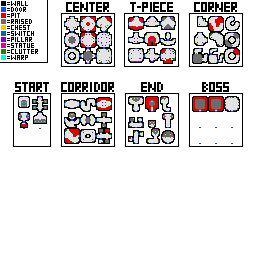 =WALL
=DOOR
=PIT
=RAISED
=CHEST
=SWITCH
=PILLAR
=STATUE
=CLUTTER
=WARP
CENTER T-PIECE CORNER
START CORRIDOR END BOSS